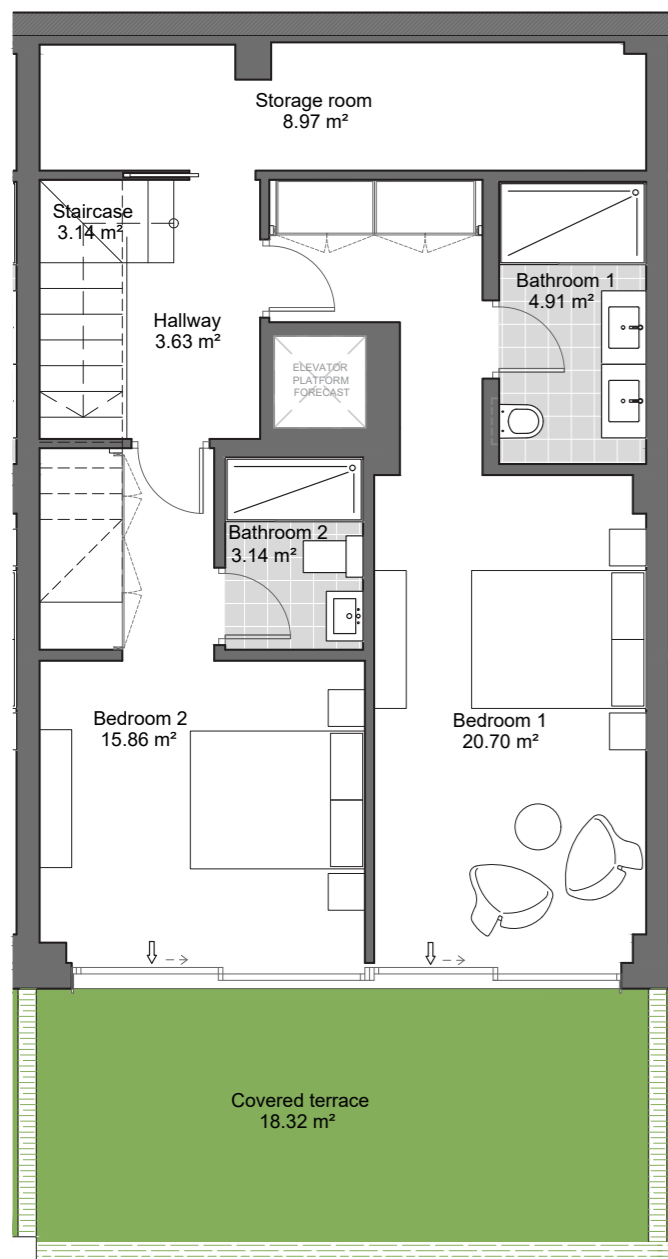 Storage room
8.97 m²
Staircase
3.14 m²
Bathroom 1
4.91 m²
Hallway
3.63 m²
ELEVATOR
PLATFORM
FORECAST
Bathroom 2
3.14 m²
Bedroom 2
15.86 m²
Bedroom 1
20.70 m²
Covered terrace
18.32 m²